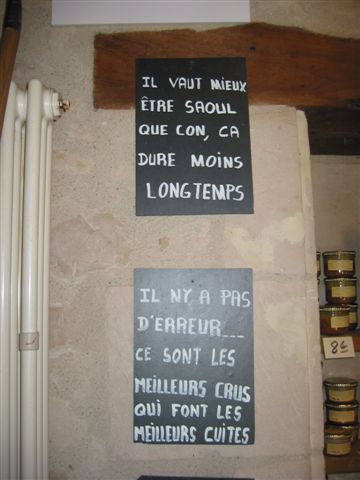 IL VAUT MIEUX
ÊTRE SAOUL
QUE CON, CA
DURE MOINS
LONGTEMPS
IL NY A PAS
D'ERREUR...
CE SONT LES
MEILLEURS CRUS
QUI FONT LES
MEILLEURS CUITES
8€